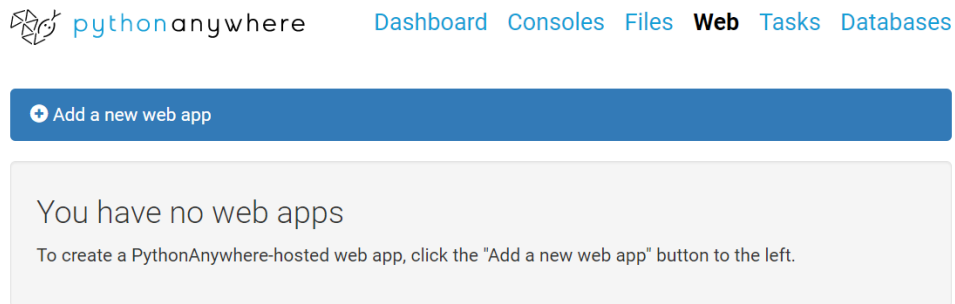 pythonanywhere
Dashboard Consoles Files Web Tasks Databases
Add a new web app
You have no web apps
To create a PythonAnywhere-hosted web app, click the "Add a new web app" button to the left.